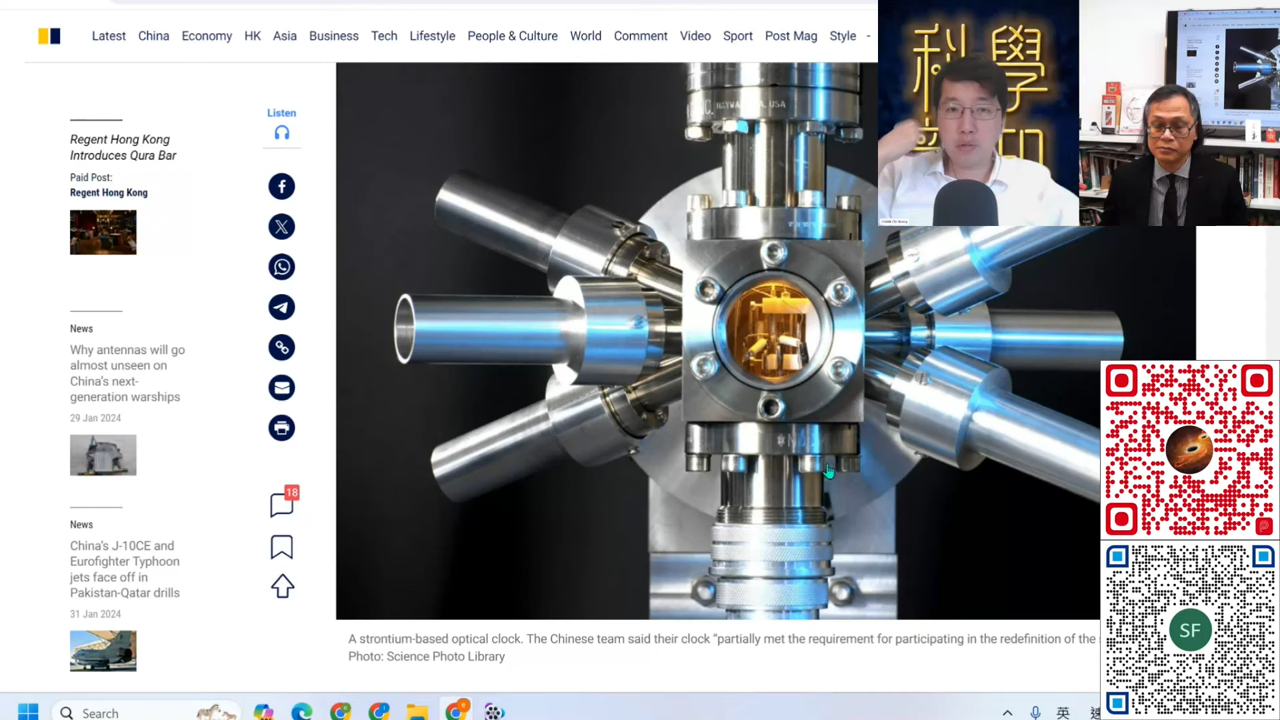 Latest China Economy HK Asia Business Tech Lifestyle People & Culture World Comment Video Sport Post Mag Style
Regent Hong Kong
Introduces Qura Bar
Paid Post:
Regent Hong Kong
News
Why antennas will go
almost unseen on
China's next-
generation warships
29 Jan 2024
News
China's J-10CE and
Eurofighter Typhoon
jets face off in
Pakistan-Qatar drills
31 Jan 2024
Listen
18
科學
A strontium-based optical clock. The Chinese team said their clock "partially met the requirement for participating in the redefinition of the
Photo: Science Photo Library
SF
Search
英